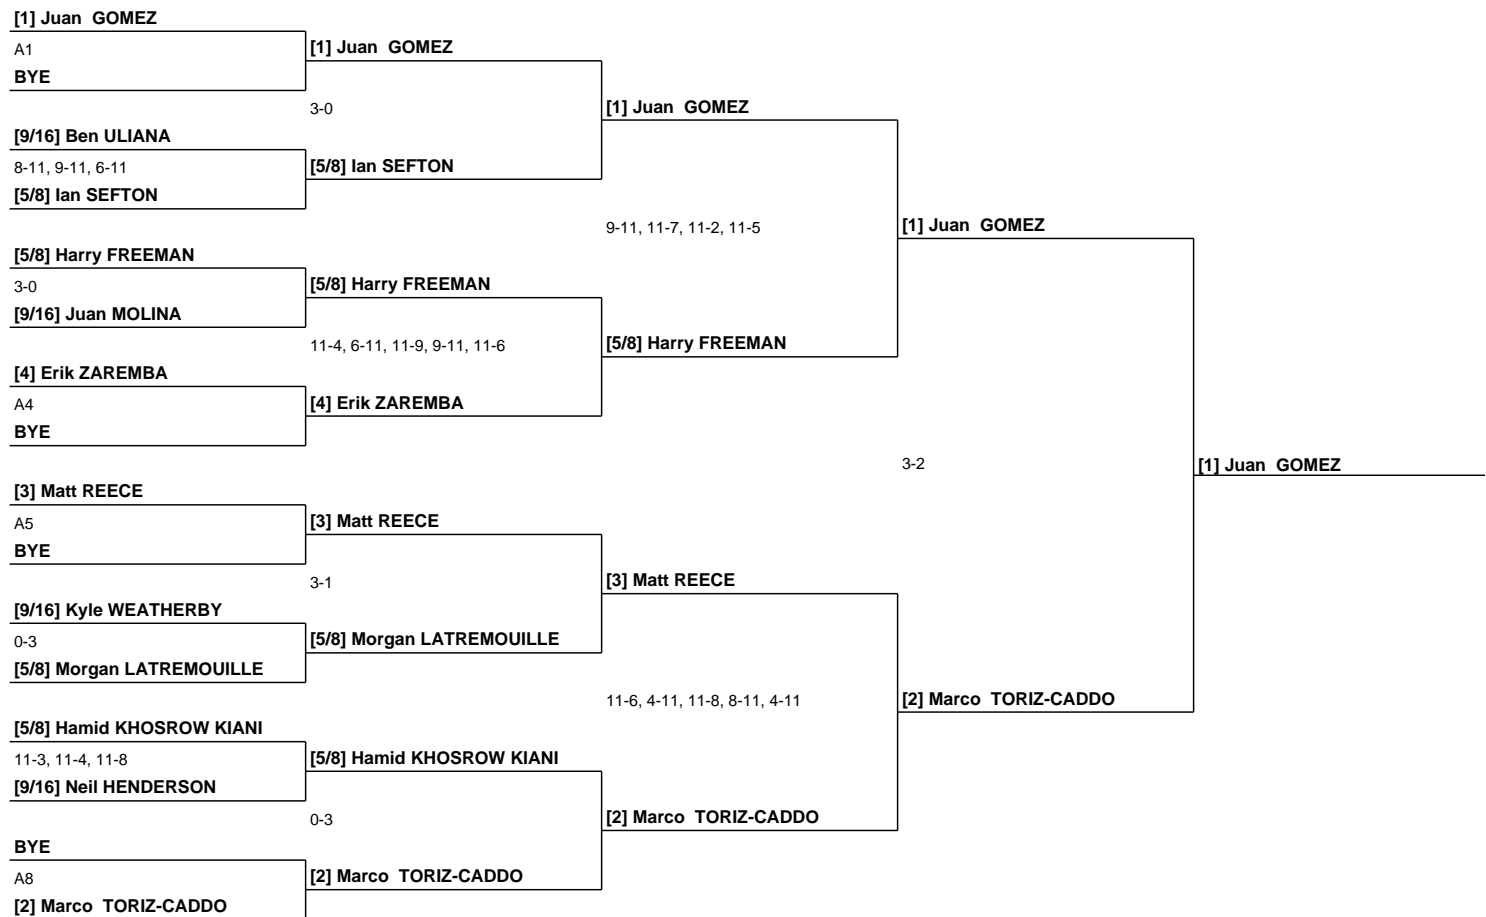 [1] Juan  GOMEZ
A1
BYE
[9/16] Ben ULIANA
8-11, 9-11, 6-11
[5/8] Ian SEFTON
[5/8] Harry FREEMAN
3-0
[9/16] Juan MOLINA
[4] Erik ZAREMBA
A4
BYE
[3] Matt REECE
A5
BYE
[9/16] Kyle WEATHERBY
0-3
[5/8] Morgan LATREMOUILLE
[5/8] Hamid KHOSROW KIANI
11-3, 11-4, 11-8
[9/16] Neil HENDERSON
BYE
A8
[2] Marco  TORIZ-CADDO
[1] Juan  GOMEZ
3-0
[5/8] Ian SEFTON
[5/8] Harry FREEMAN
11-4, 6-11, 11-9, 9-11, 11-6
[4] Erik ZAREMBA
[3] Matt REECE
3-1
[5/8] Morgan LATREMOUILLE
[5/8] Hamid KHOSROW KIANI
0-3
[2] Marco  TORIZ-CADDO
[1] Juan  GOMEZ
9-11, 11-7, 11-2, 11-5
[5/8] Harry FREEMAN
[3] Matt REECE
11-6, 4-11, 11-8, 8-11, 4-11
[2] Marco  TORIZ-CADDO
[1] Juan  GOMEZ
3-2
[2] Marco  TORIZ-CADDO
[1] Juan  GOMEZ